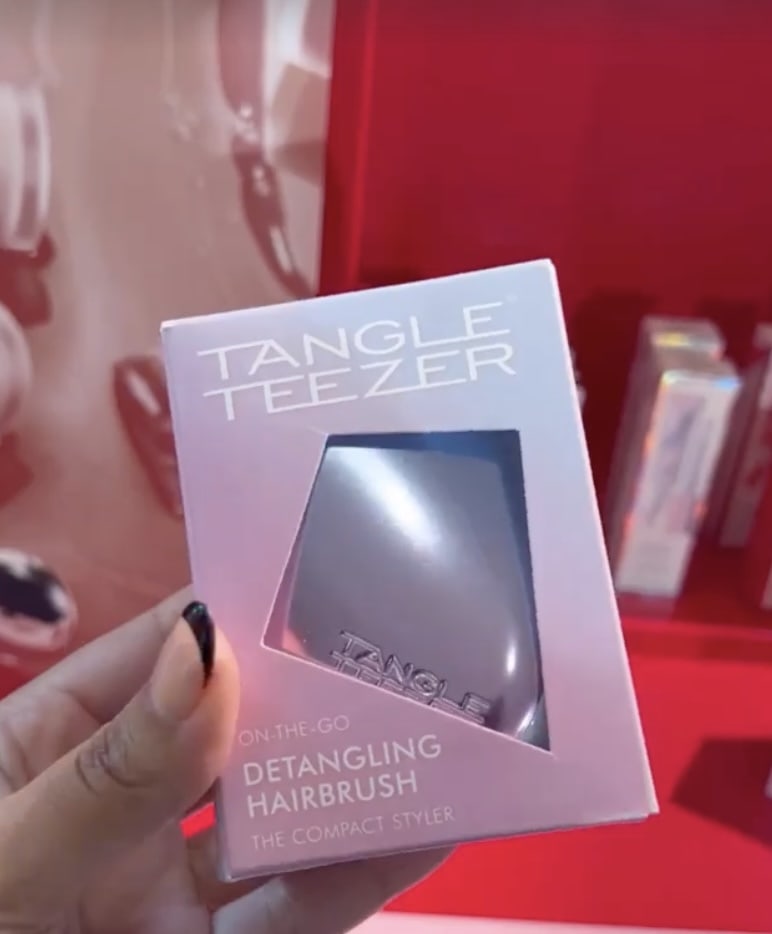 TANGLE
TEEZER
TANGLE
TEEZER
ON-THE-GO
DETANGLING
HAIRBRUSH
THE COMPACT STYLER